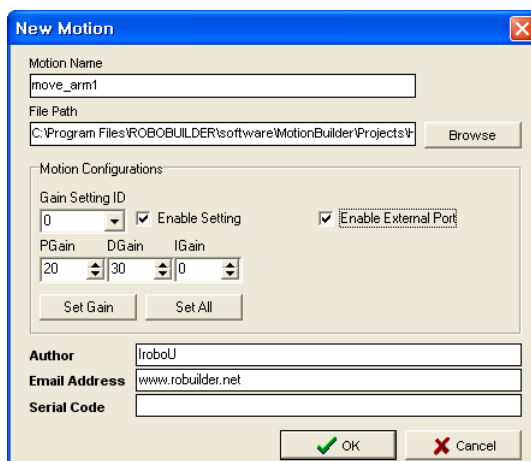 New Motion
Motion Name
move_arm1
File Path
C:\Program Files\ROBOBUILDER\software\MotionBuilder\Projects\H
Browse
Motion Configurations
Gain Setting ID
0 Enable Setting Enable External Port
PGain DGain IGain
20 30 0
Set Gain Set All
Author IroboU
Email Address www.robuilder.net
Serial Code
OK Cancel